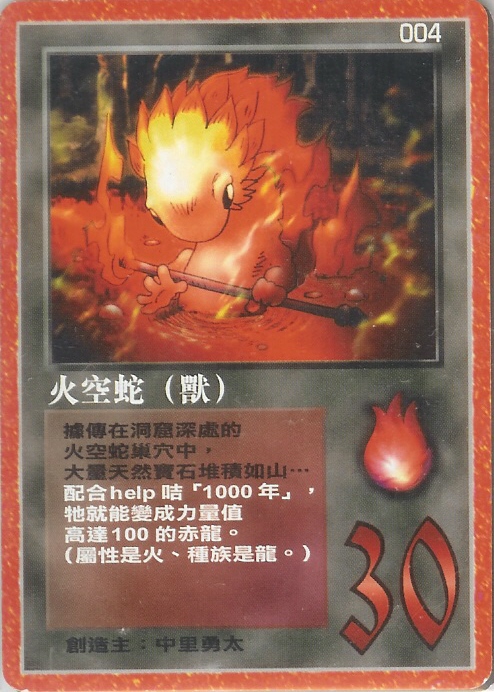 004
火空蛇（獸）
據傳在洞窟深處的
火空蛇巢穴中，
大量天然寶石堆積如山…
配合help 咭「1000 年」，
牠就能變成力量值
高達100 的赤龍。
（屬性是火、種族是龍。）
30
創造主：中里勇太